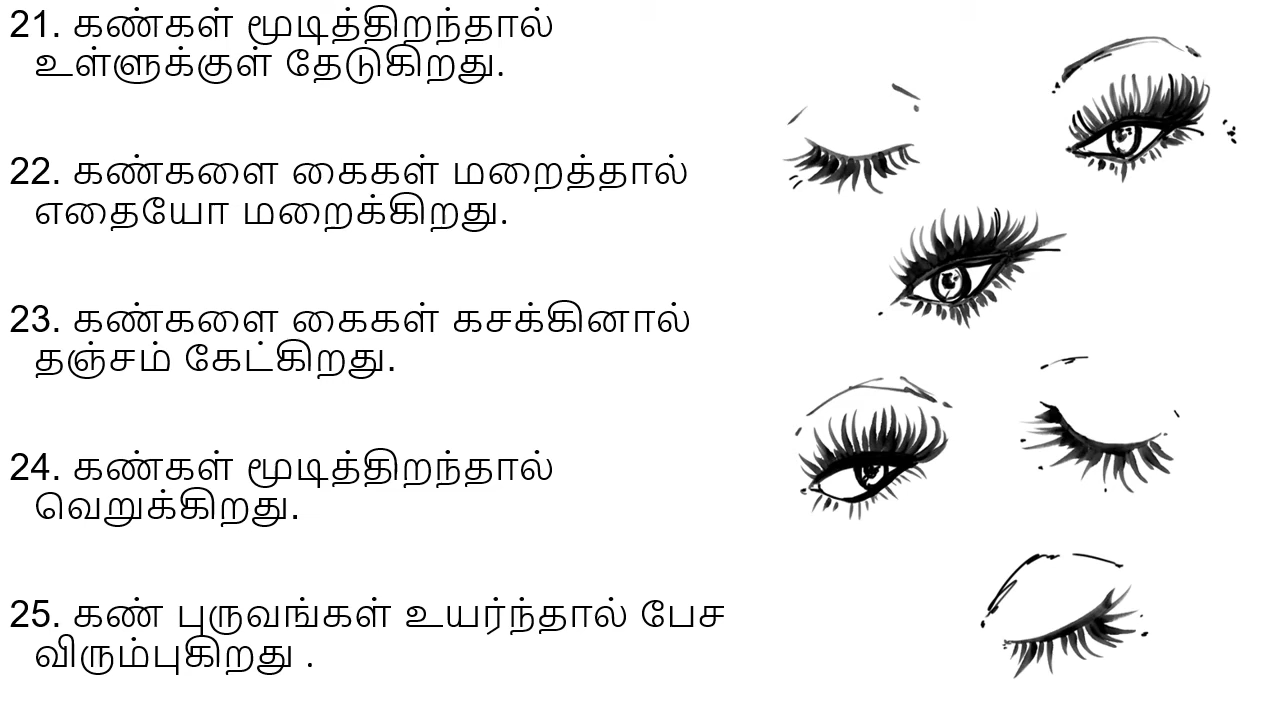 21. கண்கள் மூடித்திறந்தால்
உள்ளுக்குள் தேடுகிறது.
22. கண்களை கைகள் மறைத்தால்
எதையோ மறைக்கிறது.
23. கண்களை கைகள் கசக்கினால்
தஞ்சம் கேட்கிறது.
24. கண்கள் மூடித்திறந்தால்
வெறுக்கிறது.
25. கண் புருவங்கள் உயர்ந்தால் பேச
விரும்புகிறது .